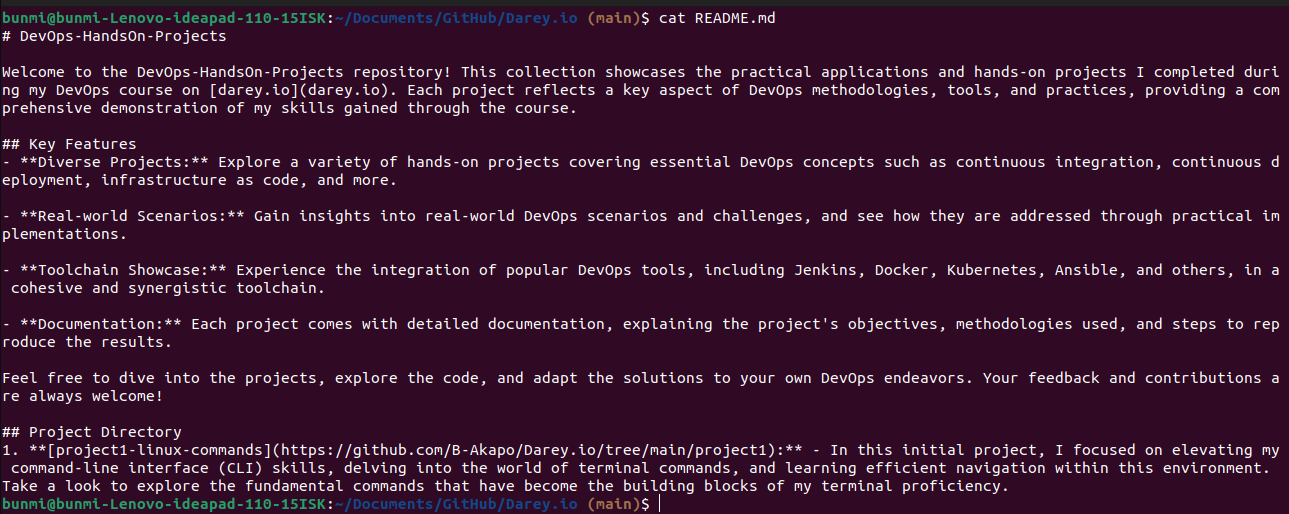 bunmi@bunmi-Lenovo-ideapad-110-15ISK:~/Documents/GitHub/Darey.io (main)$ cat README.md
# DevOps-HandsOn-Projects
Welcome to the DevOps-HandsOn-Projects repository! This collection showcases the practical applications and hands-on projects I completed duri
ng my DevOps course on [darey.io](darey.io). Each project reflects a key aspect of DevOps methodologies, tools, and practices, providing a com
prehensive demonstration of my skills gained through the course.
## Key Features
- **Diverse Projects:** Explore a variety of hands-on projects covering essential DevOps concepts such as continuous integration, continuous d
eployment, infrastructure as code, and more.
- **Real-world Scenarios:** Gain insights into real-world DevOps scenarios and challenges, and see how they are addressed through practical im
plementations.
- **Toolchain Showcase:** Experience the integration of popular DevOps tools, including Jenkins, Docker, Kubernetes, Ansible, and others, in a
 cohesive and synergistic toolchain.
- **Documentation:** Each project comes with detailed documentation, explaining the project's objectives, methodologies used, and steps to rep
roduce the results.
Feel free to dive into the projects, explore the code, and adapt the solutions to your own DevOps endeavors. Your feedback and contributions a
re always welcome!
## Project Directory
1. **[project1-linux-commands](https://github.com/B-Akapo/Darey.io/tree/main/project1):** - In this initial project, I focused on elevating my
 command-line interface (CLI) skills, delving into the world of terminal commands, and learning efficient navigation within this environment.
Take a look to explore the fundamental commands that have become the building blocks of my terminal proficiency.
bunmi@bunmi-Lenovo-ideapad-110-15ISK:~/Documents/GitHub/Darey.io (main)$